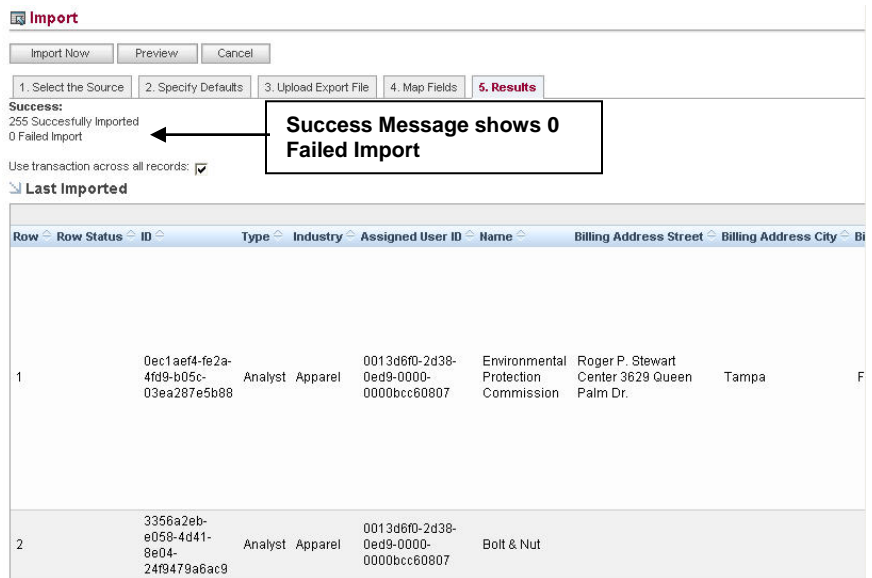 Import
Import Now Preview Cancel
1. Select the Source 2. Specify Defaults 3. Upload Export File 4. Map Fields 5. Results
Success:
255 Succesfully Imported
0 Failed Import
Success Message shows 0
Failed Import
Use transaction across all records:
Last Imported
Row Row Status ID Type Industry Assigned User ID Name Billing Address Street Billing Address City Bi
0ec1aef4-fe2a- 0013d6f0-2d38- Environmental Roger P. Stewart
1 4fd9-b05c- Analyst Apparel 0ed9-0000- Protection Center 3629 Queen Tampa F
03ea287e5b88 0000bcc60807 Commission Palm Dr.
3356a2eb-
e058-4d41- 0013d6f0-2d38-
2 8e04- Analyst Apparel 0ed9-0000- Bolt & Nut
24f9479a6ac9 0000bcc60807